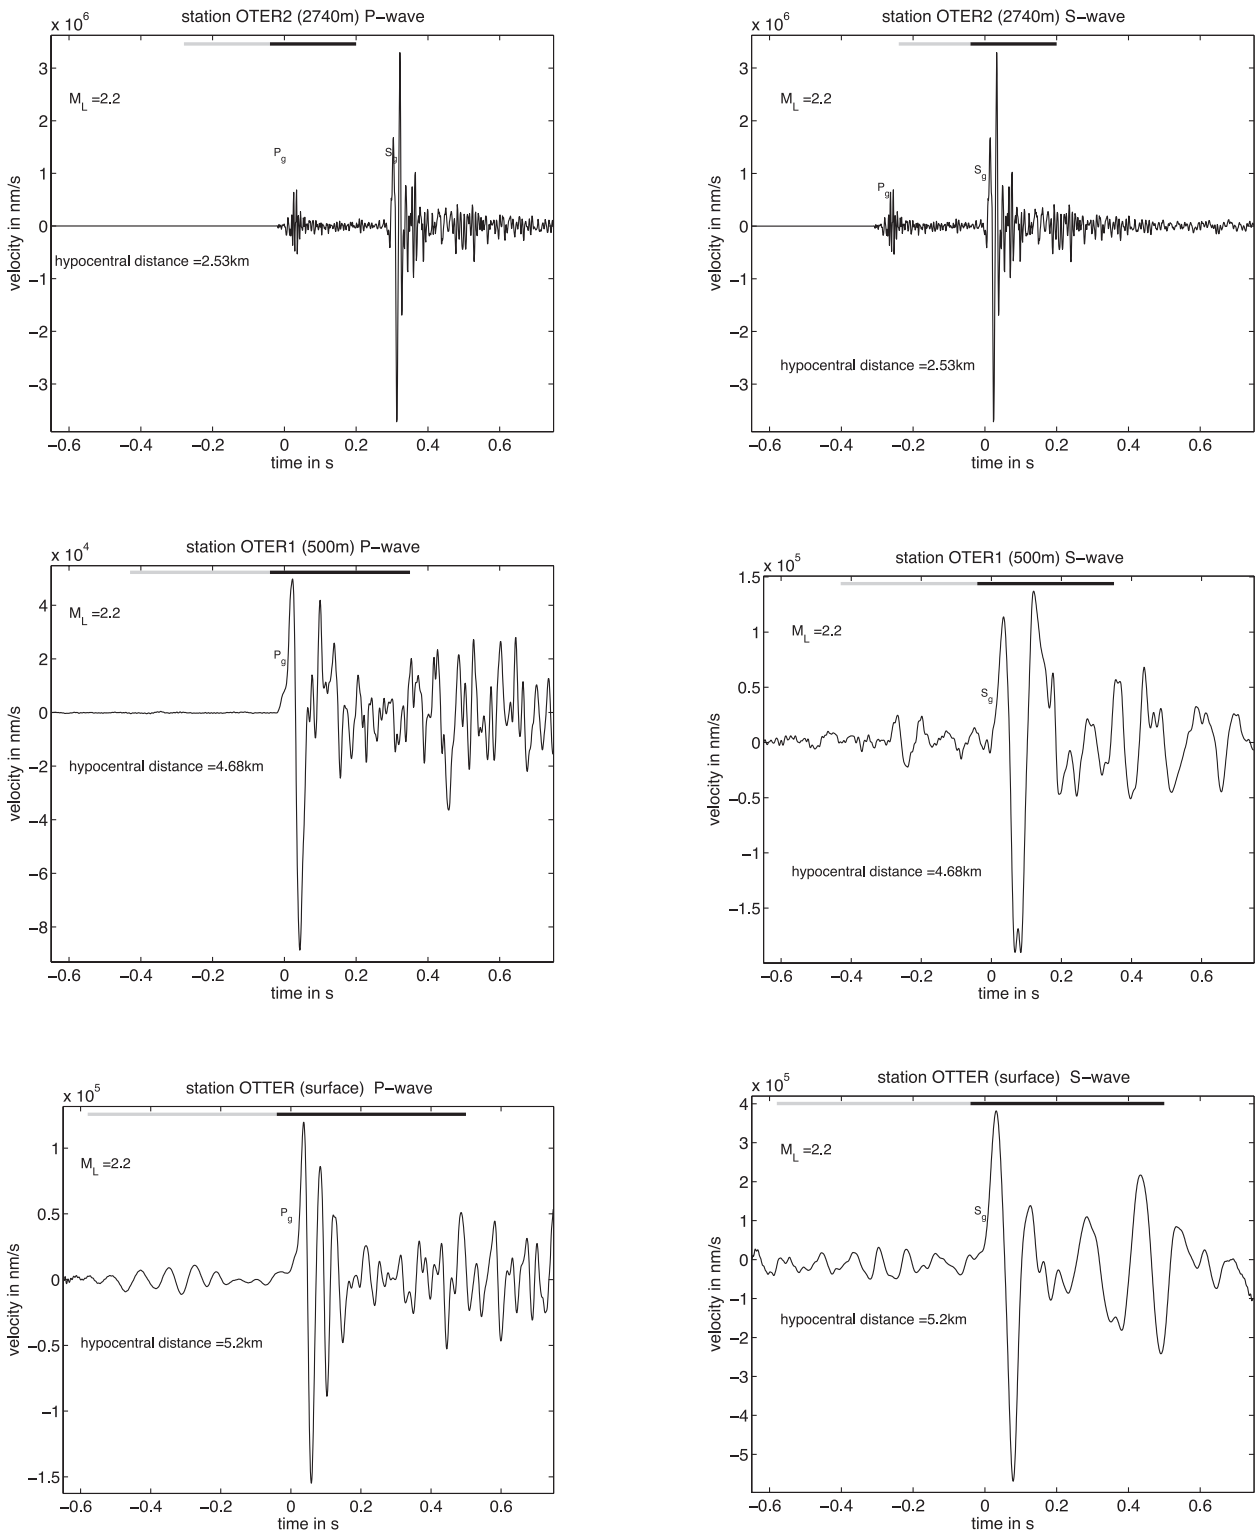 station OTER2 (2740m) P−wave
x 10^6
M_L =2.2
P_g
S_g
hypocentral distance =2.53km
velocity in nm/s
3
2
1
0
−1
−2
−3
−0.6 −0.4 −0.2 0 0.2 0.4 0.6
time in s
station OTER2 (2740m) S−wave
x 10^6
M_L =2.2
P_g
S_g
hypocentral distance =2.53km
velocity in nm/s
3
2
1
0
−1
−2
−3
−0.6 −0.4 −0.2 0 0.2 0.4 0.6
time in s
station OTER1 (500m) P−wave
x 10^4
M_L =2.2
P_g
hypocentral distance =4.68km
velocity in nm/s
4
2
0
−2
−4
−6
−8
−0.6 −0.4 −0.2 0 0.2 0.4 0.6
time in s
station OTER1 (500m) S−wave
x 10^5
M_L =2.2
S_g
hypocentral distance =4.68km
velocity in nm/s
1.5
1
0.5
0
−0.5
−1
−1.5
−0.6 −0.4 −0.2 0 0.2 0.4 0.6
time in s
station OTTER (surface) P−wave
x 10^5
M_L =2.2
P_g
hypocentral distance =5.2km
velocity in nm/s
1
0.5
0
−0.5
−1
−1.5
−0.6 −0.4 −0.2 0 0.2 0.4 0.6
time in s
station OTTER (surface) S−wave
x 10^5
M_L =2.2
S_g
hypocentral distance =5.2km
velocity in nm/s
4
3
2
1
0
−1
−2
−3
−4
−5
−0.6 −0.4 −0.2 0 0.2 0.4 0.6
time in s